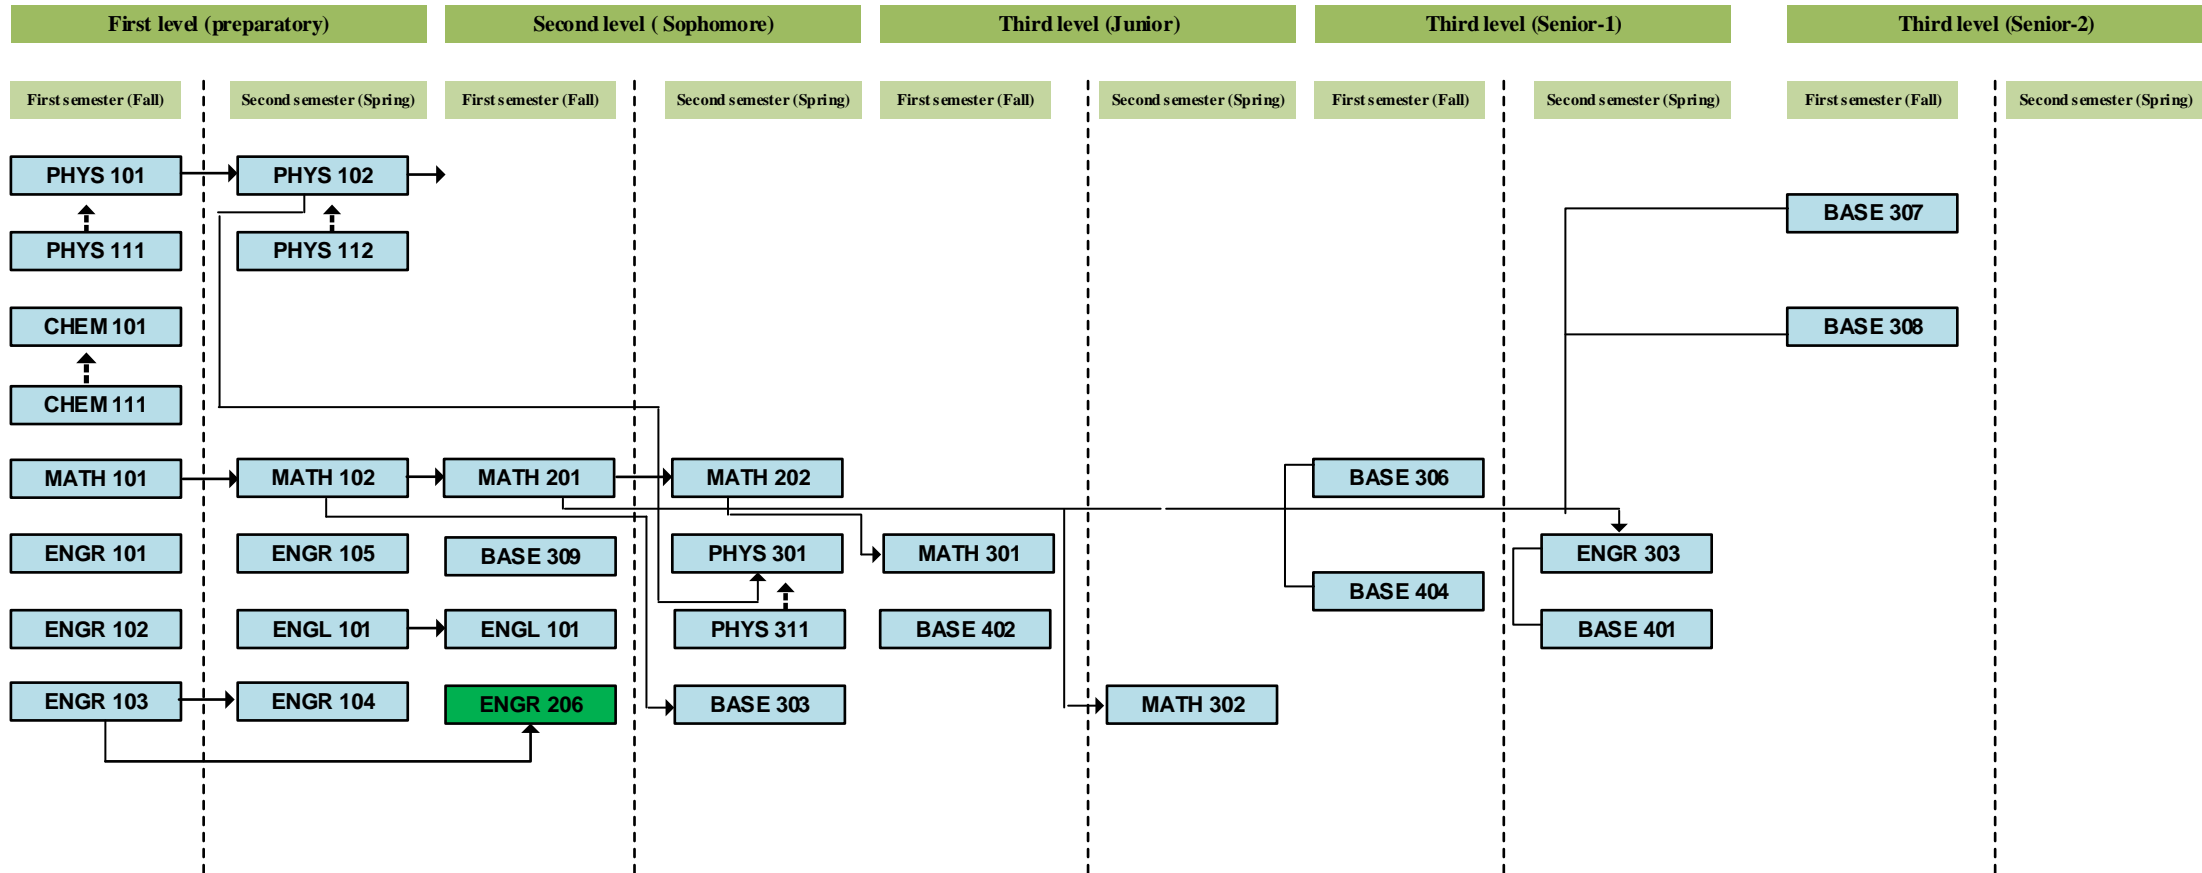 First level (preparatory)
Second level ( Sophomore)
Third level (Junior)
Third level (Senior-1)
Third level (Senior-2)
First semester (Fall)
Second semester (Spring)
First semester (Fall)
Second semester (Spring)
First semester (Fall)
Second semester (Spring)
First semester (Fall)
Second semester (Spring)
First semester (Fall)
Second semester (Spring)
PHYS 101
PHYS 102
BASE 307
PHYS 111
PHYS 112
CHEM 101
BASE 308
CHEM 111
MATH 101
MATH 102
MATH 201
MATH 202
BASE 306
ENGR 101
ENGR 105
BASE 309
PHYS 301
MATH 301
ENGR 303
BASE 404
ENGR 102
ENGL 101
ENGL 101
PHYS 311
BASE 402
BASE 401
ENGR 103
ENGR 104
ENGR 206
BASE 303
MATH 302